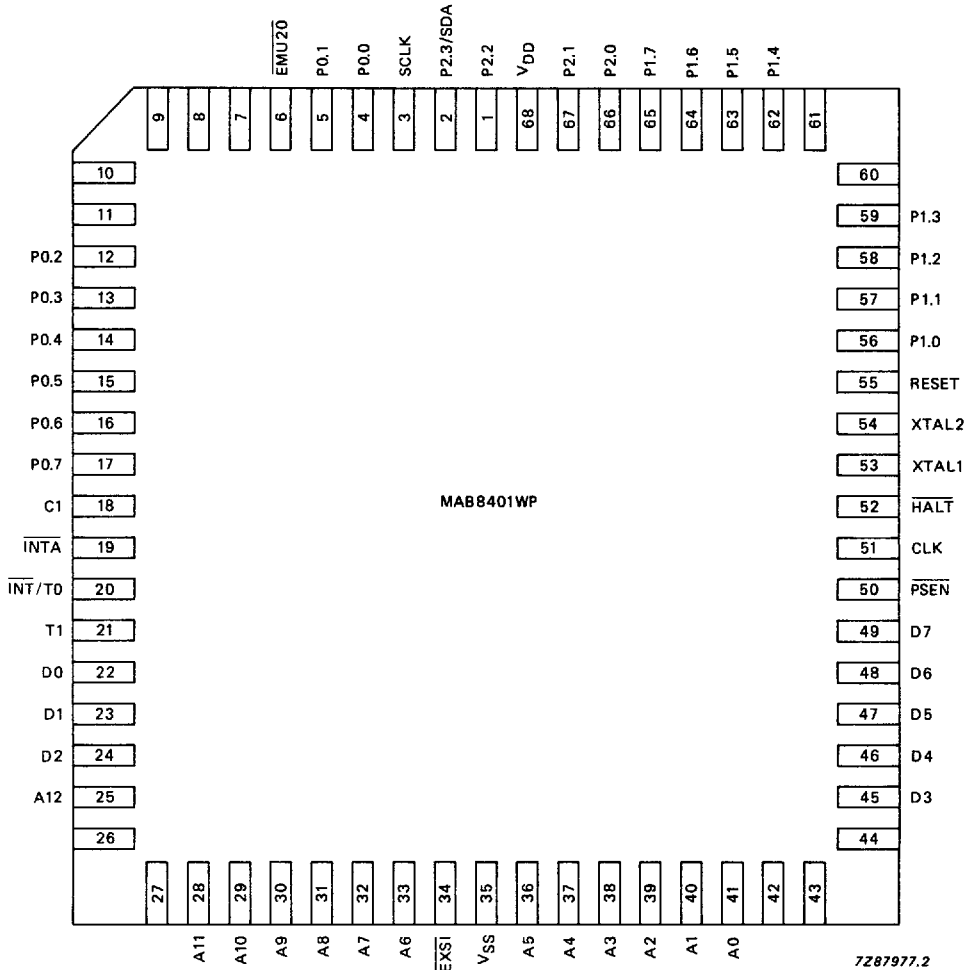 EMU20 P0.1 P0.0 SCLK P2.3/SDA P2.2 VDD P2.1 P2.0 P1.7 P1.6 P1.5 P1.4
9 8 7 6 5 4 3 2 1 68 67 66 65 64 63 62 61
10 60
11 59 P1.3
P0.2 12 58 P1.2
P0.3 13 57 P1.1
P0.4 14 56 P1.0
P0.5 15 55 RESET
P0.6 16 54 XTAL2
P0.7 17 53 XTAL1
C1 18 MAB8401WP 52 HALT
INTA 19 51 CLK
INT/T0 20 50 PSEN
T1 21 49 D7
D0 22 48 D6
D1 23 47 D5
D2 24 46 D4
A12 25 45 D3
26 44
27 28 29 30 31 32 33 34 35 36 37 38 39 40 41 42 43
A11 A10 A9 A8 A7 A6 EXSI VSS A5 A4 A3 A2 A1 A0
7Z87977.2